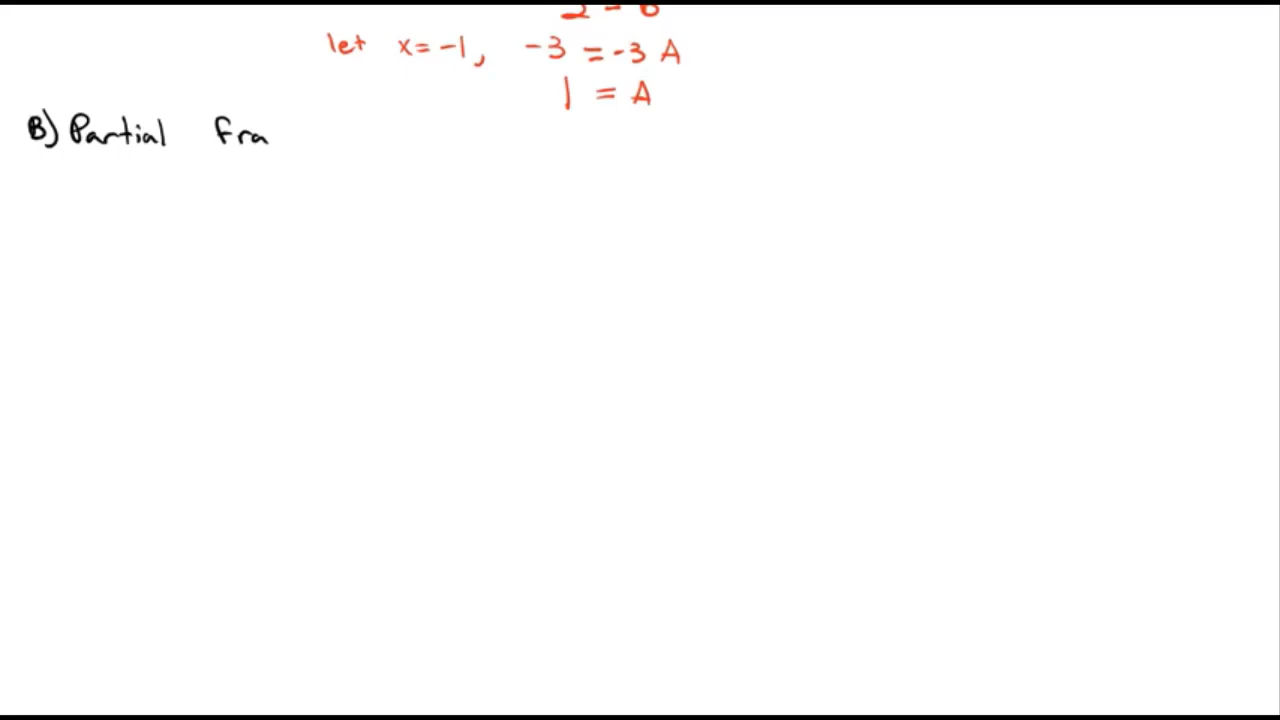 let x = -1, -3 = -3 A
1 = A
B) Partial Fra